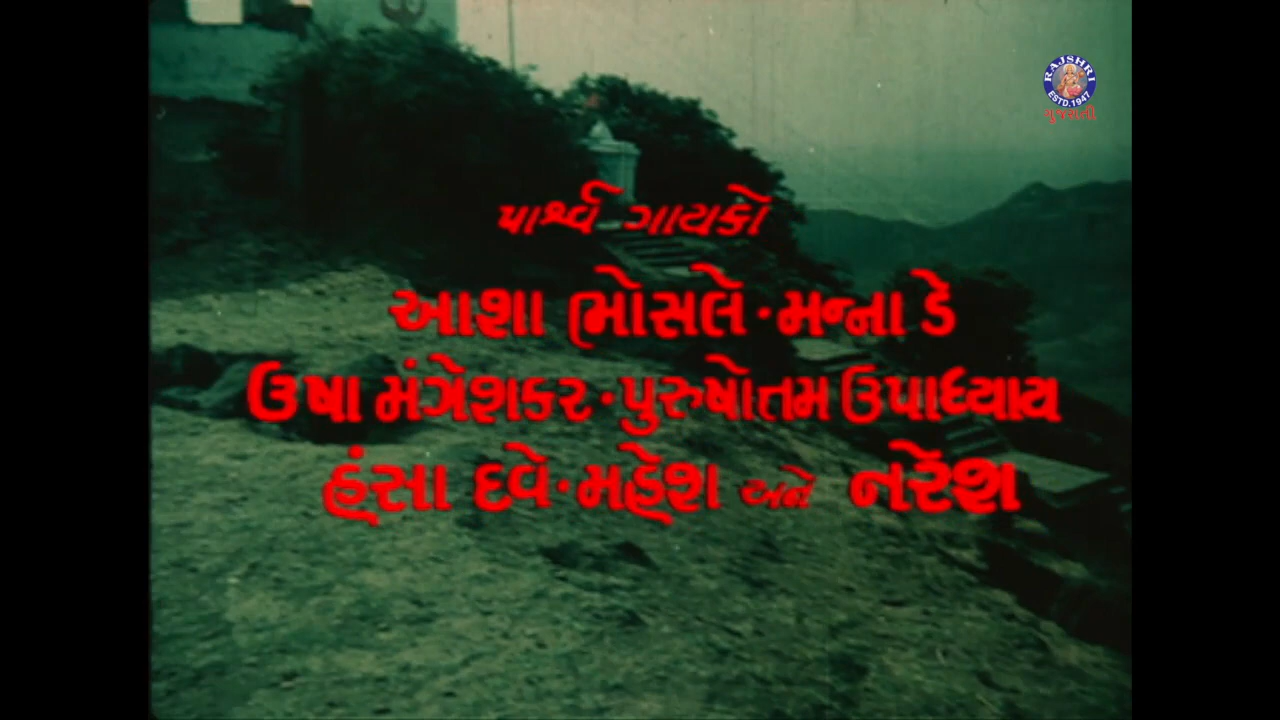 RAJSHRI
ESTD.1947
ગુજરાતી
પાર્શ્વ ગાયકો
આશા ભોંસલે · મન્ના ડે
ઉષા મંગેશકર · પુરુષોત્તમ ઉપાધ્યાય
હંસા દવે · મહેશ અને નરેશ